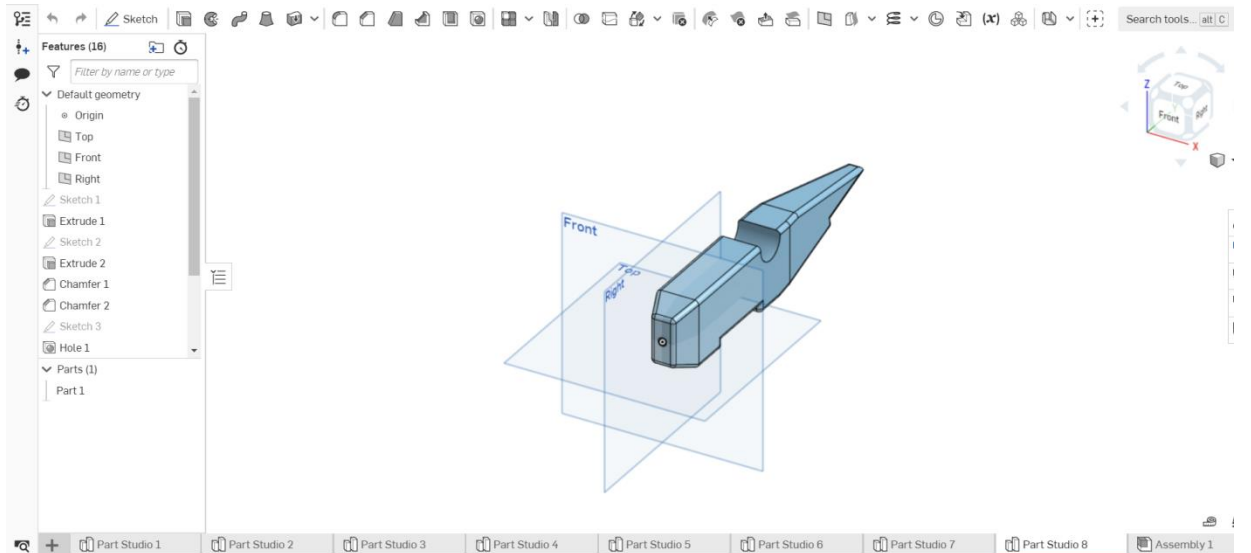 Sketch
Search tools... alt C
Features (16)
Filter by name or type
Default geometry
Origin
Top
Front
Right
Sketch 1
Extrude 1
Sketch 2
Extrude 2
Chamfer 1
Chamfer 2
Sketch 3
Hole 1
Parts (1)
Part 1
Front
Top
Right
Z
Top
Front
Right
X
(x)
Part Studio 1
Part Studio 2
Part Studio 3
Part Studio 4
Part Studio 5
Part Studio 6
Part Studio 7
Part Studio 8
Assembly 1